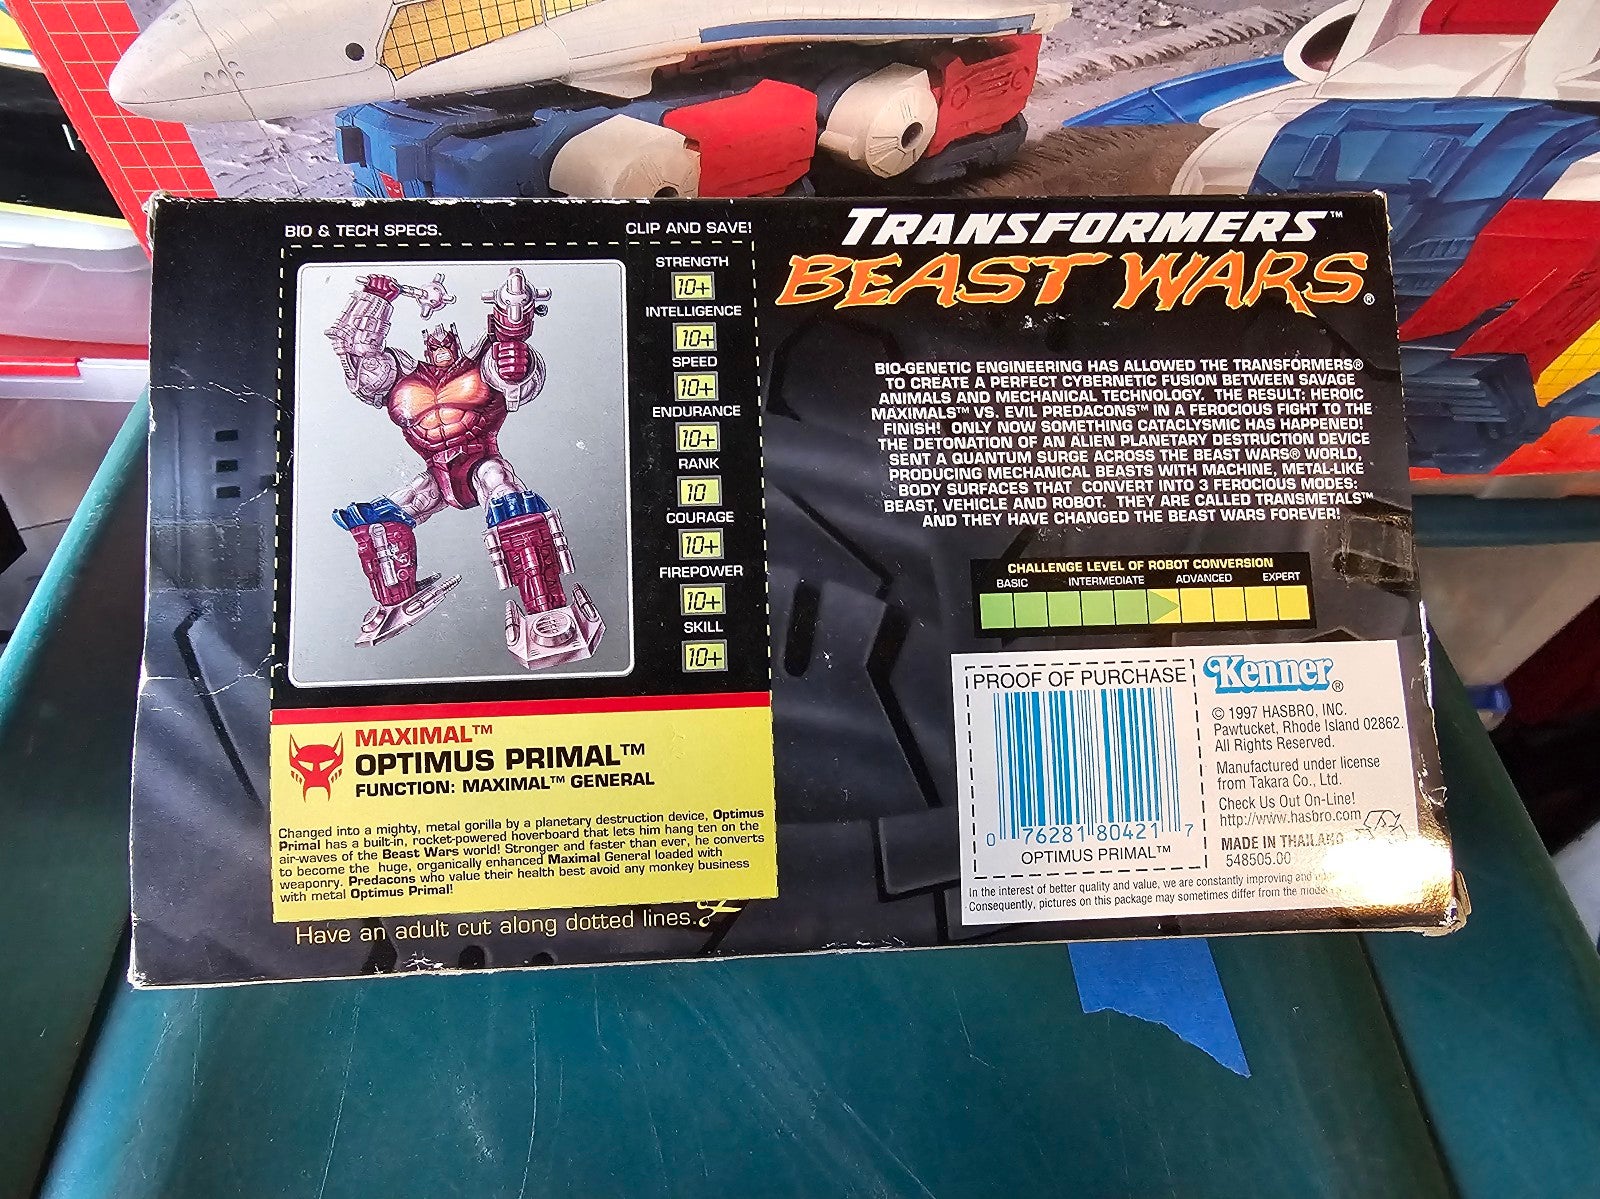 BIO & TECH SPECS.
CLIP AND SAVE!
STRENGTH
10+
INTELLIGENCE
10+
SPEED
10+
ENDURANCE
10+
RANK
10
COURAGE
10+
FIREPOWER
10+
SKILL
10+
MAXIMAL™
OPTIMUS PRIMAL™
FUNCTION: MAXIMAL™ GENERAL
Changed into a mighty, metal gorilla by a planetary destruction device, Optimus
Primal has a built-in, rocket-powered hoverboard that lets him hang ten on the
air-waves of the Beast Wars world! Stronger and faster than ever, he converts
to become the huge, organically enhanced Maximal General loaded with
weaponry. Predacons who value their health best avoid any monkey business
with metal Optimus Primal!
Have an adult cut along dotted lines.
TRANSFORMERS™
BEAST WARS®
BIO-GENETIC ENGINEERING HAS ALLOWED THE TRANSFORMERS®
TO CREATE A PERFECT CYBERNETIC FUSION BETWEEN SAVAGE
ANIMALS AND MECHANICAL TECHNOLOGY. THE RESULT: HEROIC
MAXIMALS™ VS. EVIL PREDACONS™ IN A FEROCIOUS FIGHT TO THE
FINISH! ONLY NOW SOMETHING CATACLYSMIC HAS HAPPENED!
THE DETONATION OF AN ALIEN PLANETARY DESTRUCTION DEVICE
SENT A QUANTUM SURGE ACROSS THE BEAST WARS® WORLD,
PRODUCING MECHANICAL BEASTS WITH MACHINE, METAL-LIKE
BODY SURFACES THAT CONVERT INTO 3 FEROCIOUS MODES:
BEAST, VEHICLE AND ROBOT. THEY ARE CALLED TRANSMETALS™
AND THEY HAVE CHANGED THE BEAST WARS FOREVER!
CHALLENGE LEVEL OF ROBOT CONVERSION
BASIC INTERMEDIATE ADVANCED EXPERT
PROOF OF PURCHASE
0 76281 80421 7
OPTIMUS PRIMAL™
Kenner®
© 1997 HASBRO, INC.
Pawtucket, Rhode Island 02862.
All Rights Reserved.
Manufactured under license
from Takara Co., Ltd.
Check Us Out On-Line!
http://www.hasbro.com
MADE IN THAILAND
548505.00
In the interest of better quality and value, we are constantly improving and
Consequently, pictures on this package may sometimes differ from the